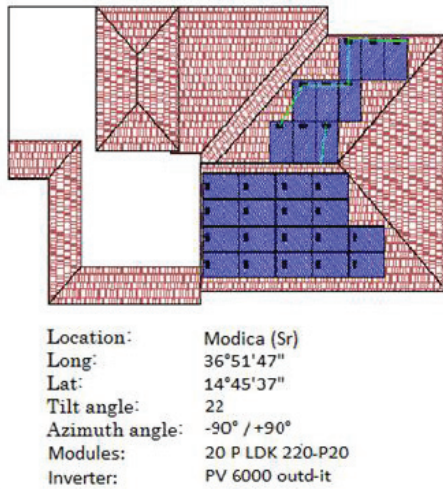 Location: Modica (Sr)
Long: 36°51'47"
Lat: 14°45'37"
Tilt angle: 22
Azimuth angle: -90° / +90°
Modules: 20 P LDK 220-P20
Inverter: PV 6000 outd-it